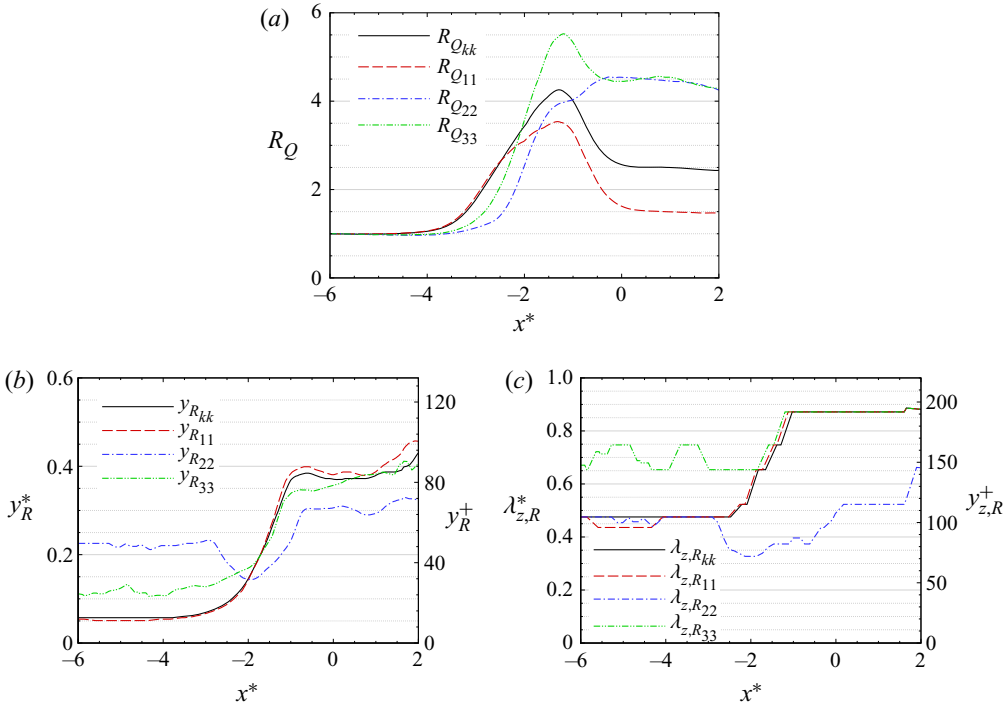 (a)
6
4
2
0
R_Q
R_{Q_{kk}}
R_{Q_{11}}
R_{Q_{22}}
R_{Q_{33}}
−6 −4 −2 0 2
x*
(b)
0.6
0.4
0.2
0
y*_R
y_{R_{kk}}
y_{R_{11}}
y_{R_{22}}
y_{R_{33}}
120
80
40
0
y^+_R
−6 −4 −2 0 2
x*
(c)
1.0
0.8
0.6
0.4
0.2
0
λ*_{z,R}
λ_{z,R_{kk}}
λ_{z,R_{11}}
λ_{z,R_{22}}
λ_{z,R_{33}}
200
150
100
50
0
y^+_{z,R}
−6 −4 −2 0 2
x*